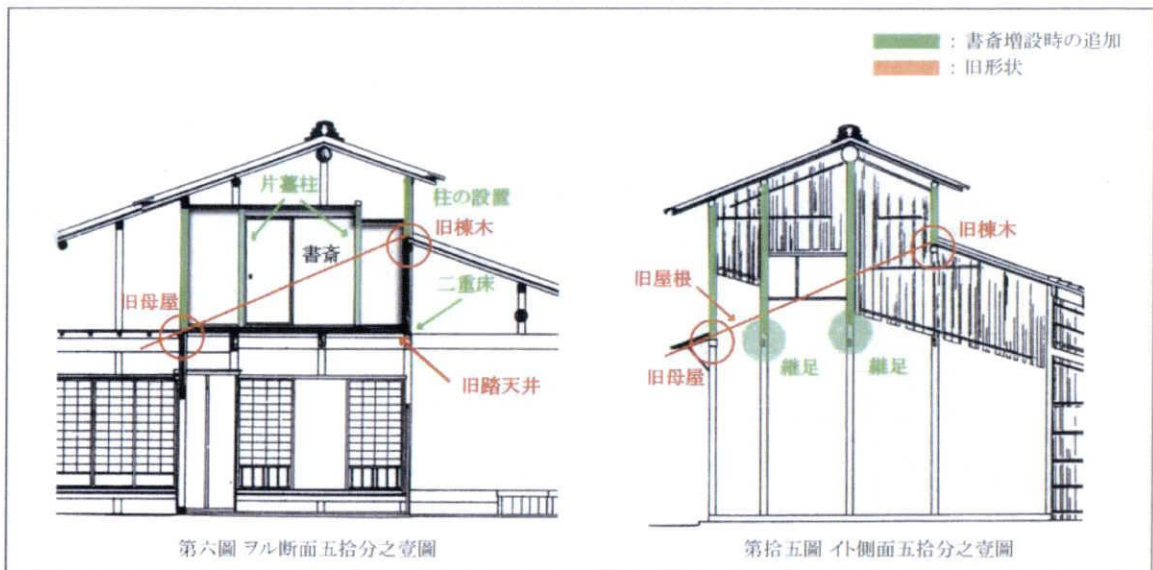 ：書斎増設時の追加
：旧形状
片蓋柱
柱の設置
旧棟木
書斎
二重床
旧母屋
旧踏天井
旧棟木
旧屋根
旧母屋
継足
継足
第六圖 ヲル断面五拾分之壹圖
第拾五圖 イト側面五拾分之壹圖